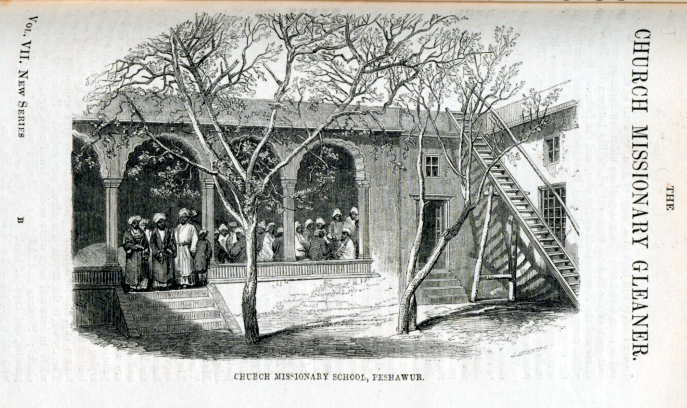 THE
CHURCH MISSIONARY GLEANER.
CHURCH MISSIONARY SCHOOL, PESHAWUR.
VOL. VII. NEW SERIES
B